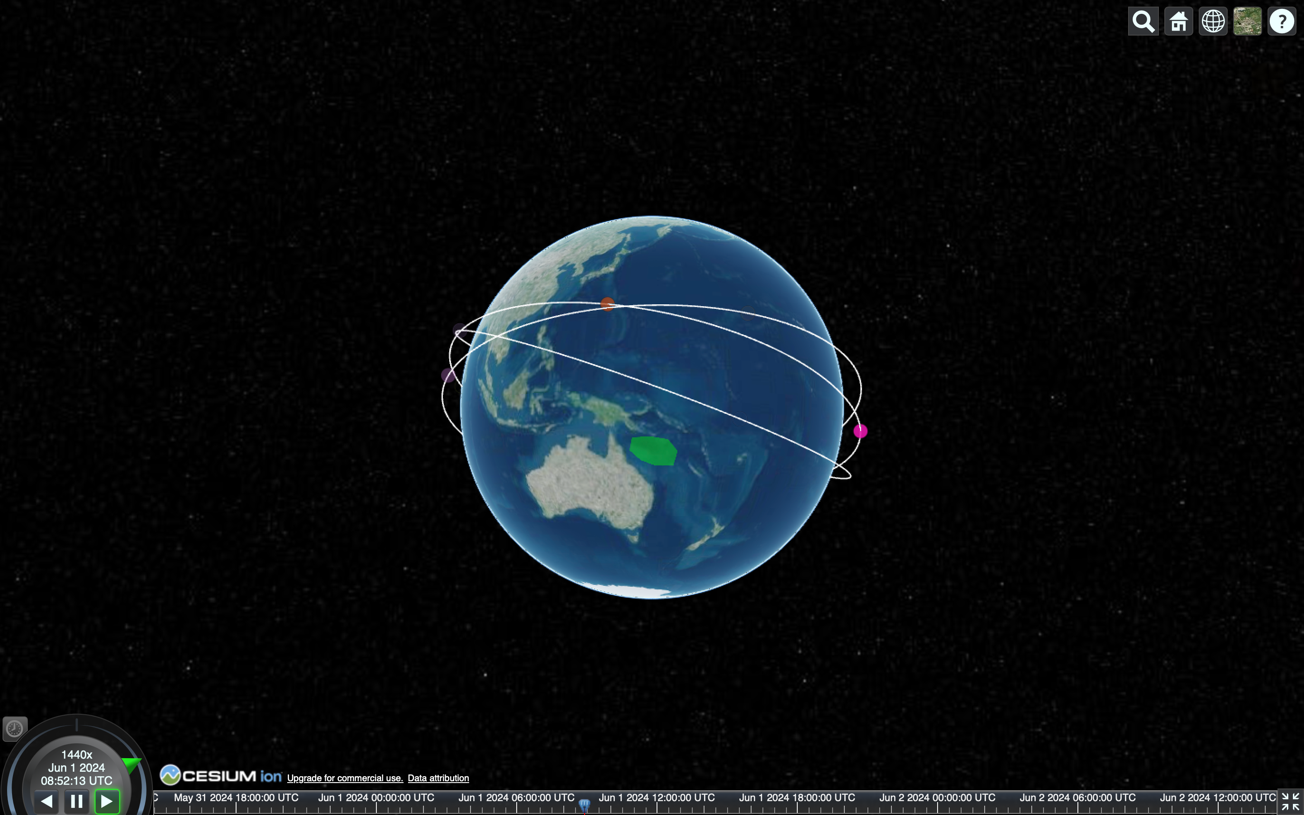 ?
1440x
Jun 1 2024
08:52:13 UTC
CESIUM ion
Upgrade for commercial use. Data attribution
C May 31 2024 18:00:00 UTC Jun 1 2024 00:00:00 UTC Jun 1 2024 06:00:00 UTC Jun 1 2024 12:00:00 UTC Jun 1 2024 18:00:00 UTC Jun 2 2024 00:00:00 UTC Jun 2 2024 06:00:00 UTC Jun 2 2024 12:00:00 UTC